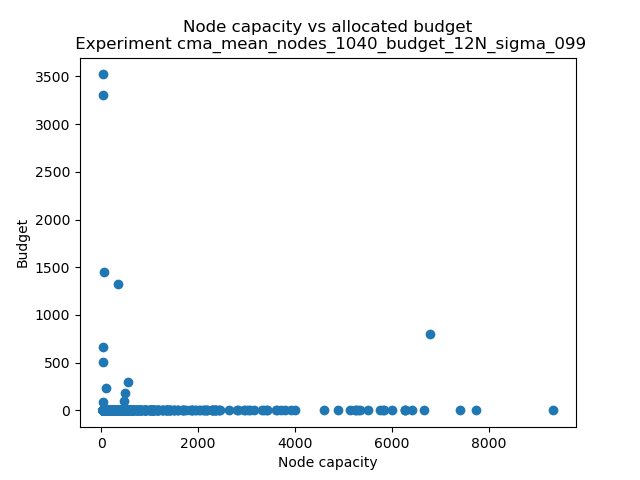 Node capacity vs allocated budget
Experiment cma_mean_nodes_1040_budget_12N_sigma_099
3500
3000
2500
2000
1500
1000
500
0
Budget
0 2000 4000 6000 8000
Node capacity